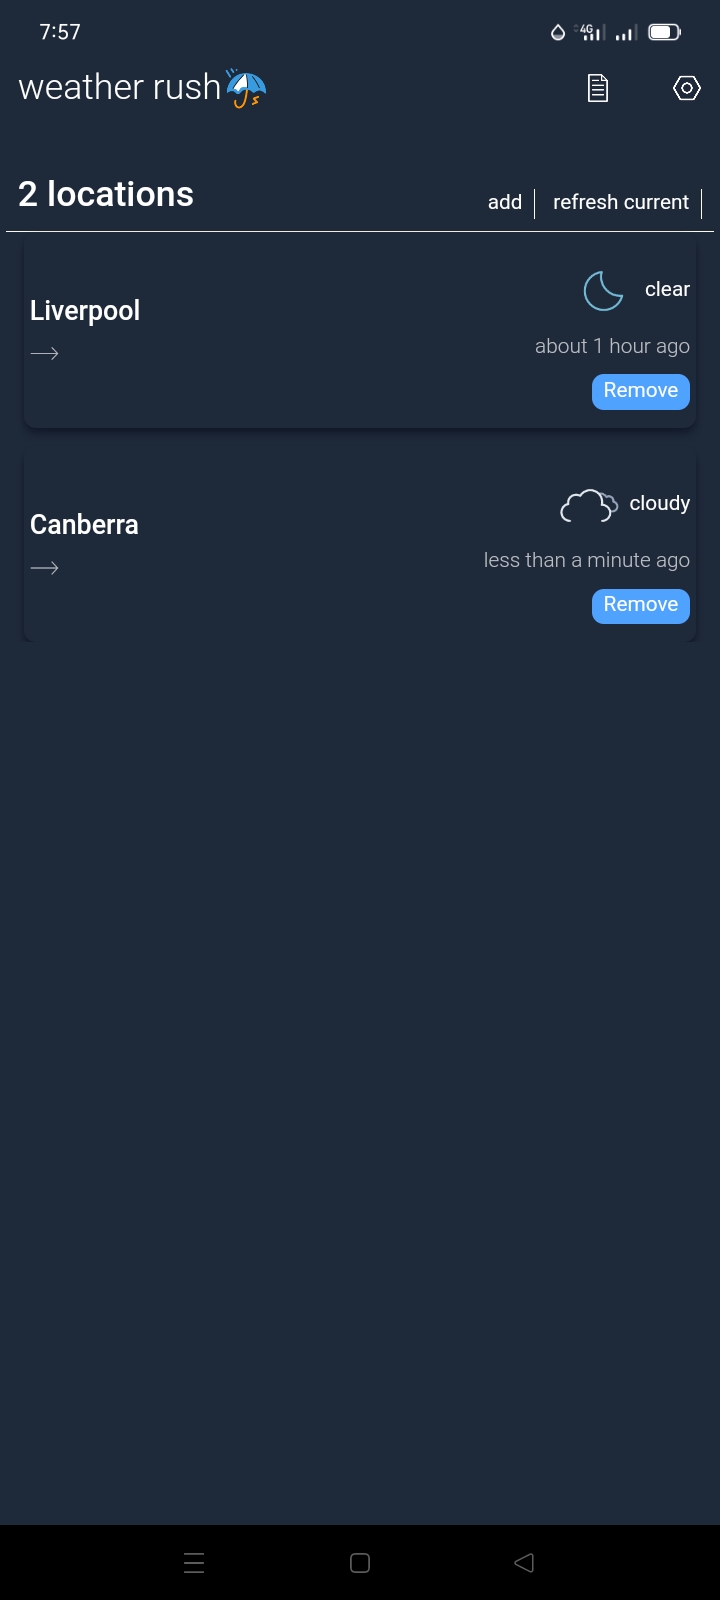 7:57
4G
weather rush
2 locations
add
refresh current
clear
Liverpool
about 1 hour ago
Remove
cloudy
Canberra
less than a minute ago
Remove